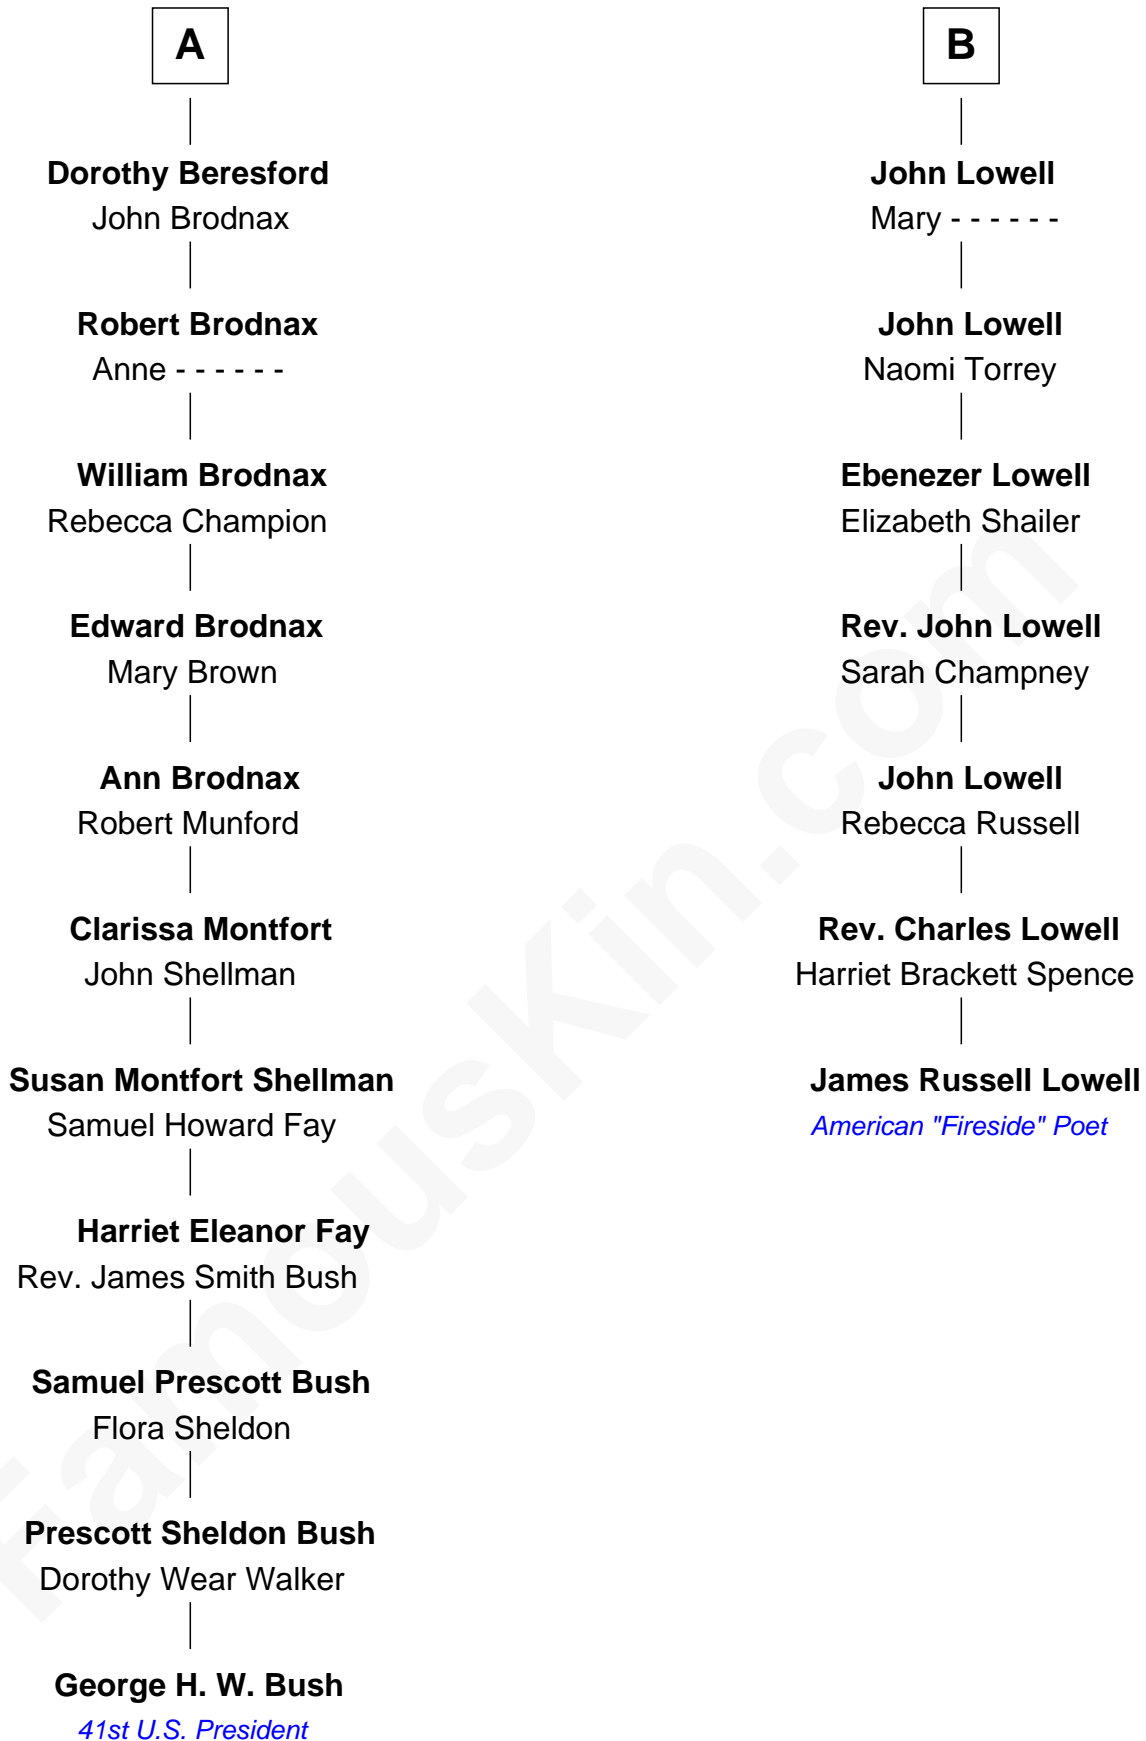 A
Dorothy Beresford
John Brodnax
Robert Brodnax
Anne - - - - - -
William Brodnax
Rebecca Champion
Edward Brodnax
Mary Brown
Ann Brodnax
Robert Munford
Clarissa Montfort
John Shellman
Susan Montfort Shellman
Samuel Howard Fay
Harriet Eleanor Fay
Rev. James Smith Bush
Samuel Prescott Bush
Flora Sheldon
Prescott Sheldon Bush
Dorothy Wear Walker
George H. W. Bush
41st U.S. President
B
John Lowell
Mary - - - - - -
John Lowell
Naomi Torrey
Ebenezer Lowell
Elizabeth Shailer
Rev. John Lowell
Sarah Champney
John Lowell
Rebecca Russell
Rev. Charles Lowell
Harriet Brackett Spence
James Russell Lowell
American "Fireside" Poet
FamousKin.com